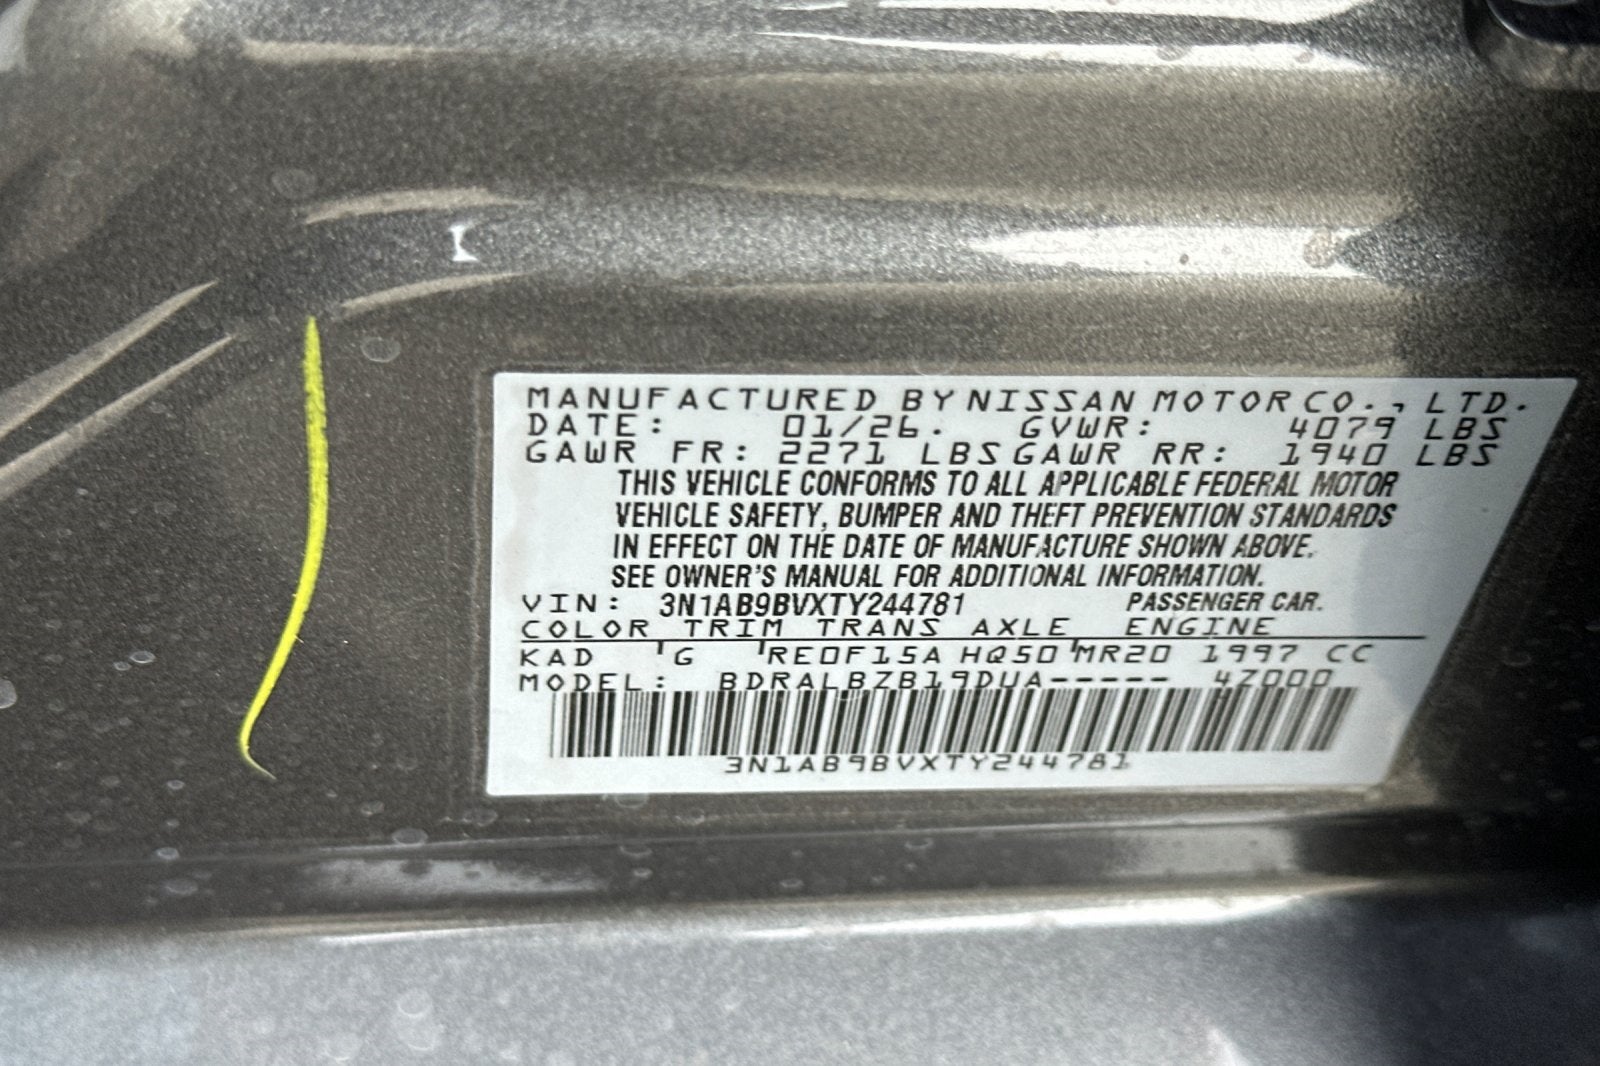 MANUFACTURED BY NISSAN MOTOR CO., LTD.
DATE: 01/26. GVWR: 4079 LBS
GAWR FR: 2271 LBS GAWR RR: 1940 LBS
THIS VEHICLE CONFORMS TO ALL APPLICABLE FEDERAL MOTOR
VEHICLE SAFETY, BUMPER AND THEFT PREVENTION STANDARDS
IN EFFECT ON THE DATE OF MANUFACTURE SHOWN ABOVE.
SEE OWNER'S MANUAL FOR ADDITIONAL INFORMATION.
VIN: 3N1AB9BVXTY244781 PASSENGER CAR.
COLOR TRIM TRANS AXLE ENGINE
KAD G RE0F15A HQ50 MR20 1997 CC
MODEL: BDRALBZB19DUA----- 4Z000
3N1AB9BVXTY244781